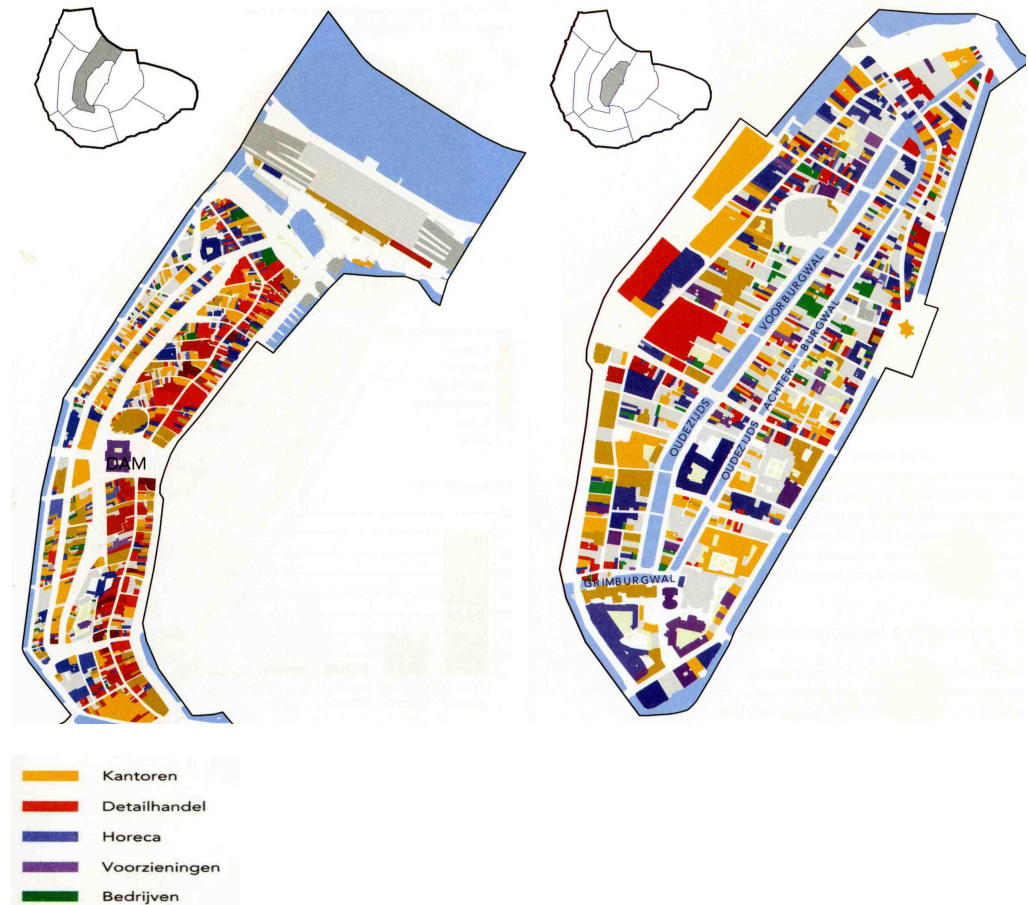 DAM
VOORBURGWAL
ACHTER-BURGWAL
OUDEZIJDS
OUDEZIJDS
GRIMBURGWAL
Kantoren
Detailhandel
Horeca
Voorzieningen
Bedrijven